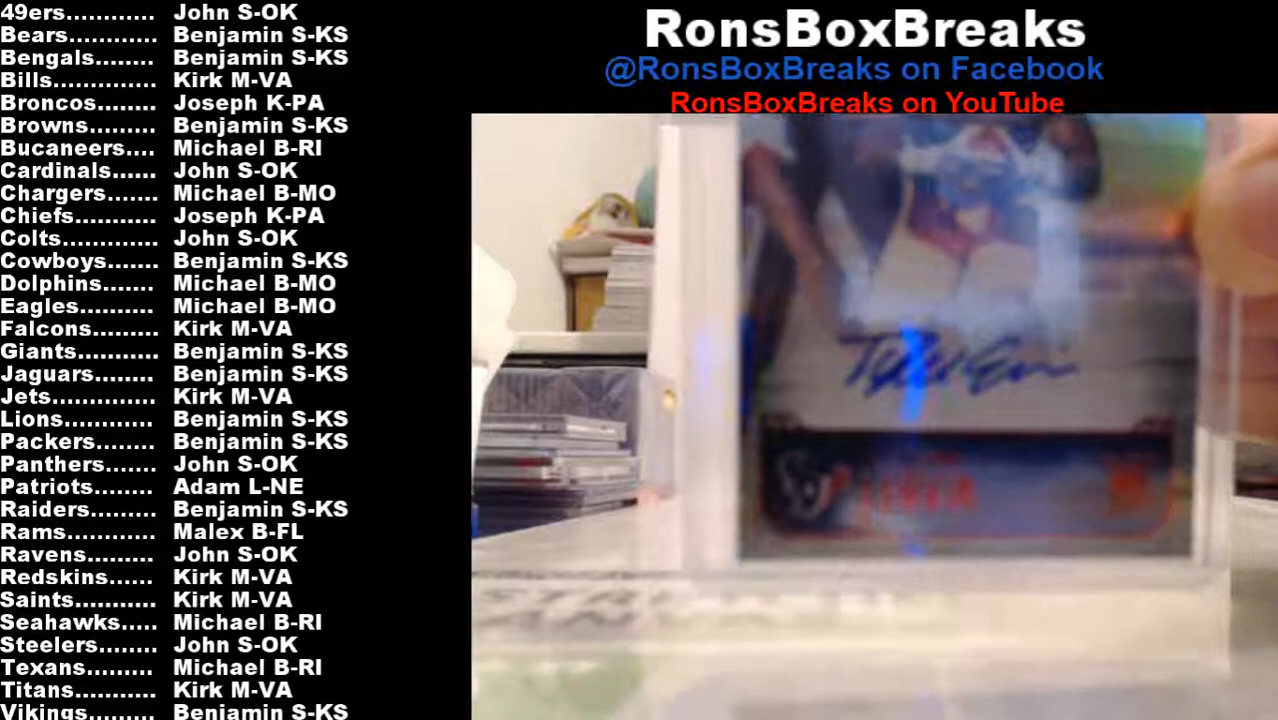 49ers............ John S-OK
Bears............ Benjamin S-KS
Bengals........ Benjamin S-KS
Bills............... Kirk M-VA
Broncos........ Joseph K-PA
Browns......... Benjamin S-KS
Bucaneers.... Michael B-RI
Cardinals...... John S-OK
Chargers....... Michael B-MO
Chiefs........... Joseph K-PA
Colts............. John S-OK
Cowboys....... Benjamin S-KS
Dolphins....... Michael B-MO
Eagles.......... Michael B-MO
Falcons......... Kirk M-VA
Giants........... Benjamin S-KS
Jaguars........ Benjamin S-KS
Jets.............. Kirk M-VA
Lions............. Benjamin S-KS
Packers........ Benjamin S-KS
Panthers....... John S-OK
Patriots........ Adam L-NE
Raiders......... Benjamin S-KS
Rams............ Malex B-FL
Ravens......... John S-OK
Redskins...... Kirk M-VA
Saints........... Kirk M-VA
Seahawks..... Michael B-RI
Steelers........ John S-OK
Texans......... Michael B-RI
Titans........... Kirk M-VA
Vikings......... Benjamin S-KS
RonsBoxBreaks
@RonsBoxBreaks on Facebook
RonsBoxBreaks on YouTube